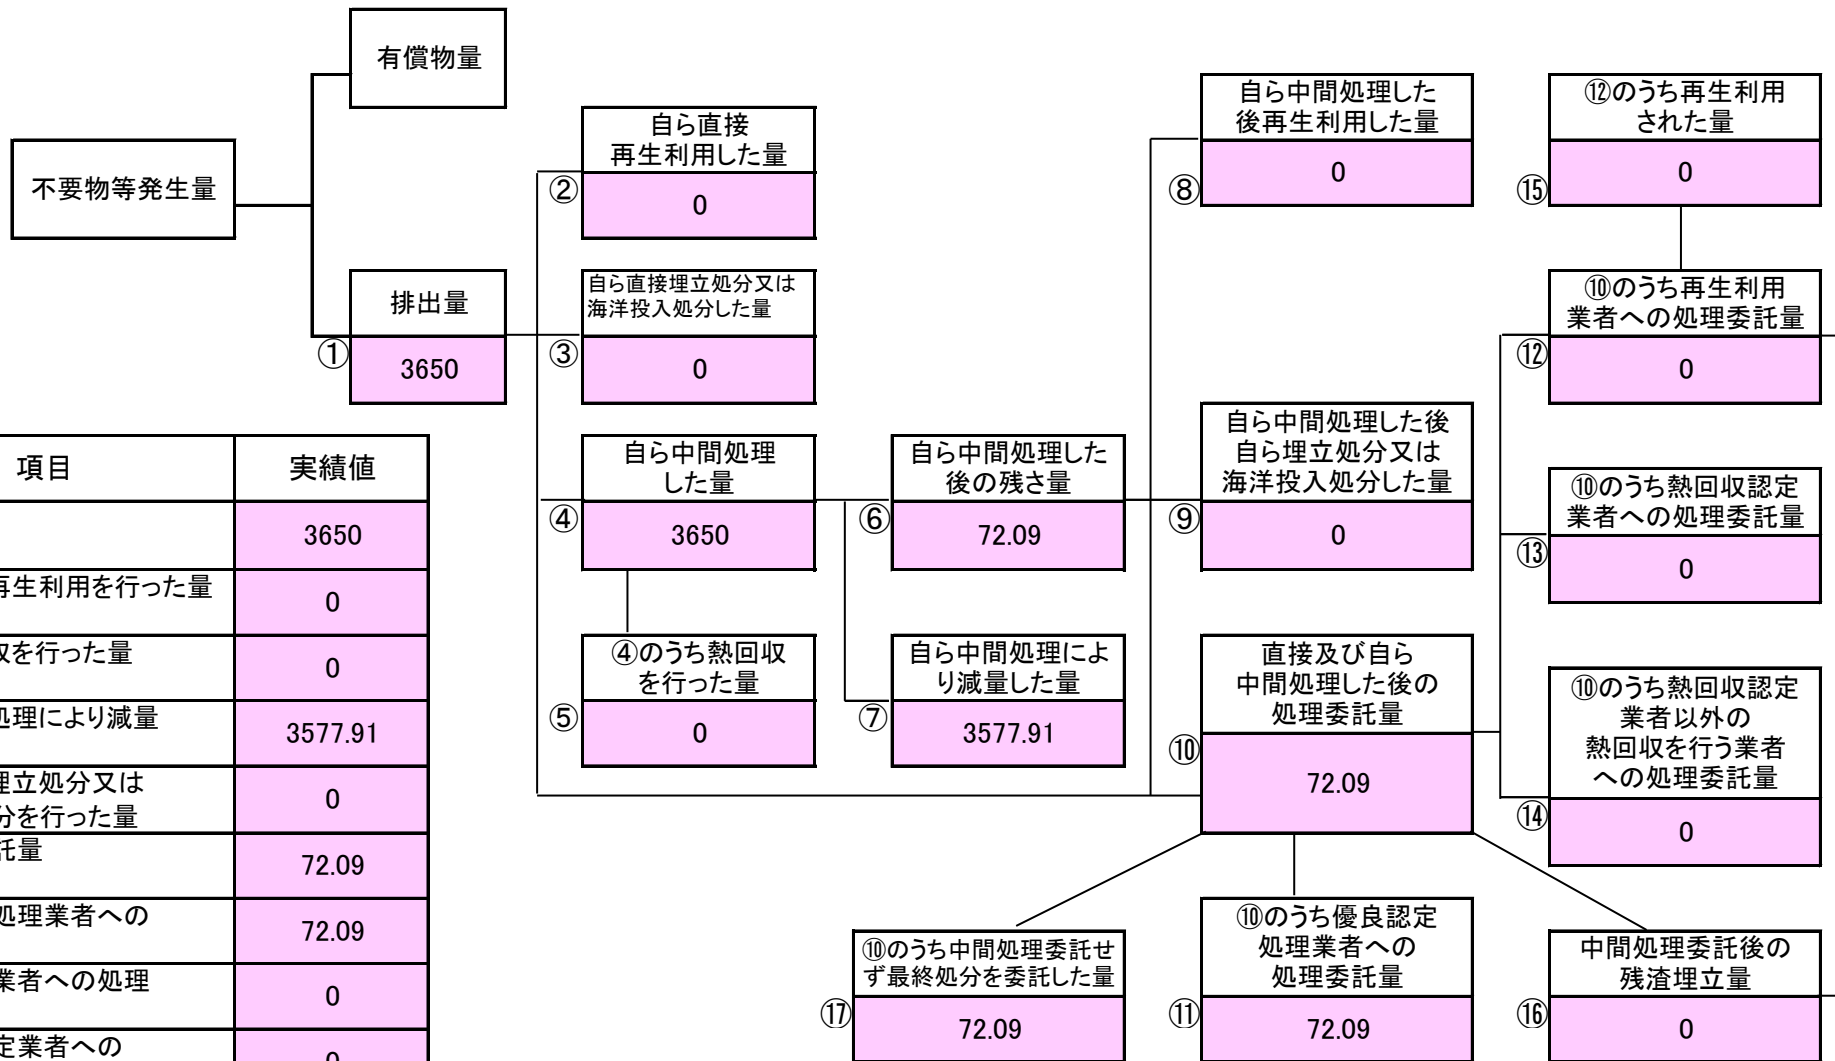 有償物量
不要物等発生量
排出量
①
3650
自ら直接
再生利用した量
②
0
自ら直接埋立処分又は
海洋投入処分した量
③
0
自ら中間処理
した量
④
3650
④のうち熱回収
を行った量
⑤
0
自ら中間処理した
後の残さ量
⑥
72.09
自ら中間処理によ
り減量した量
⑦
3577.91
自ら中間処理した
後再生利用した量
⑧
0
自ら中間処理した後
自ら埋立処分又は
海洋投入処分した量
⑨
0
直接及び自ら
中間処理した後の
処理委託量
⑩
72.09
⑫のうち再生利用
された量
⑮
0
⑩のうち再生利用
業者への処理委託量
⑫
0
⑩のうち熱回収認定
業者への処理委託量
⑬
0
⑩のうち熱回収認定
業者以外の
熱回収を行う業者
への処理委託量
⑭
0
⑩のうち中間処理委託せ
ず最終処分を委託した量
⑰
72.09
⑩のうち優良認定
処理業者への
処理委託量
⑪
72.09
中間処理委託後の
残渣埋立量
⑯
0
項目 実績値
3650
再生利用を行った量 0
を行った量 0
処理により減量 3577.91
埋立処分又は
分を行った量 0
託量 72.09
処理業者への 72.09
業者への処理 0
定業者への